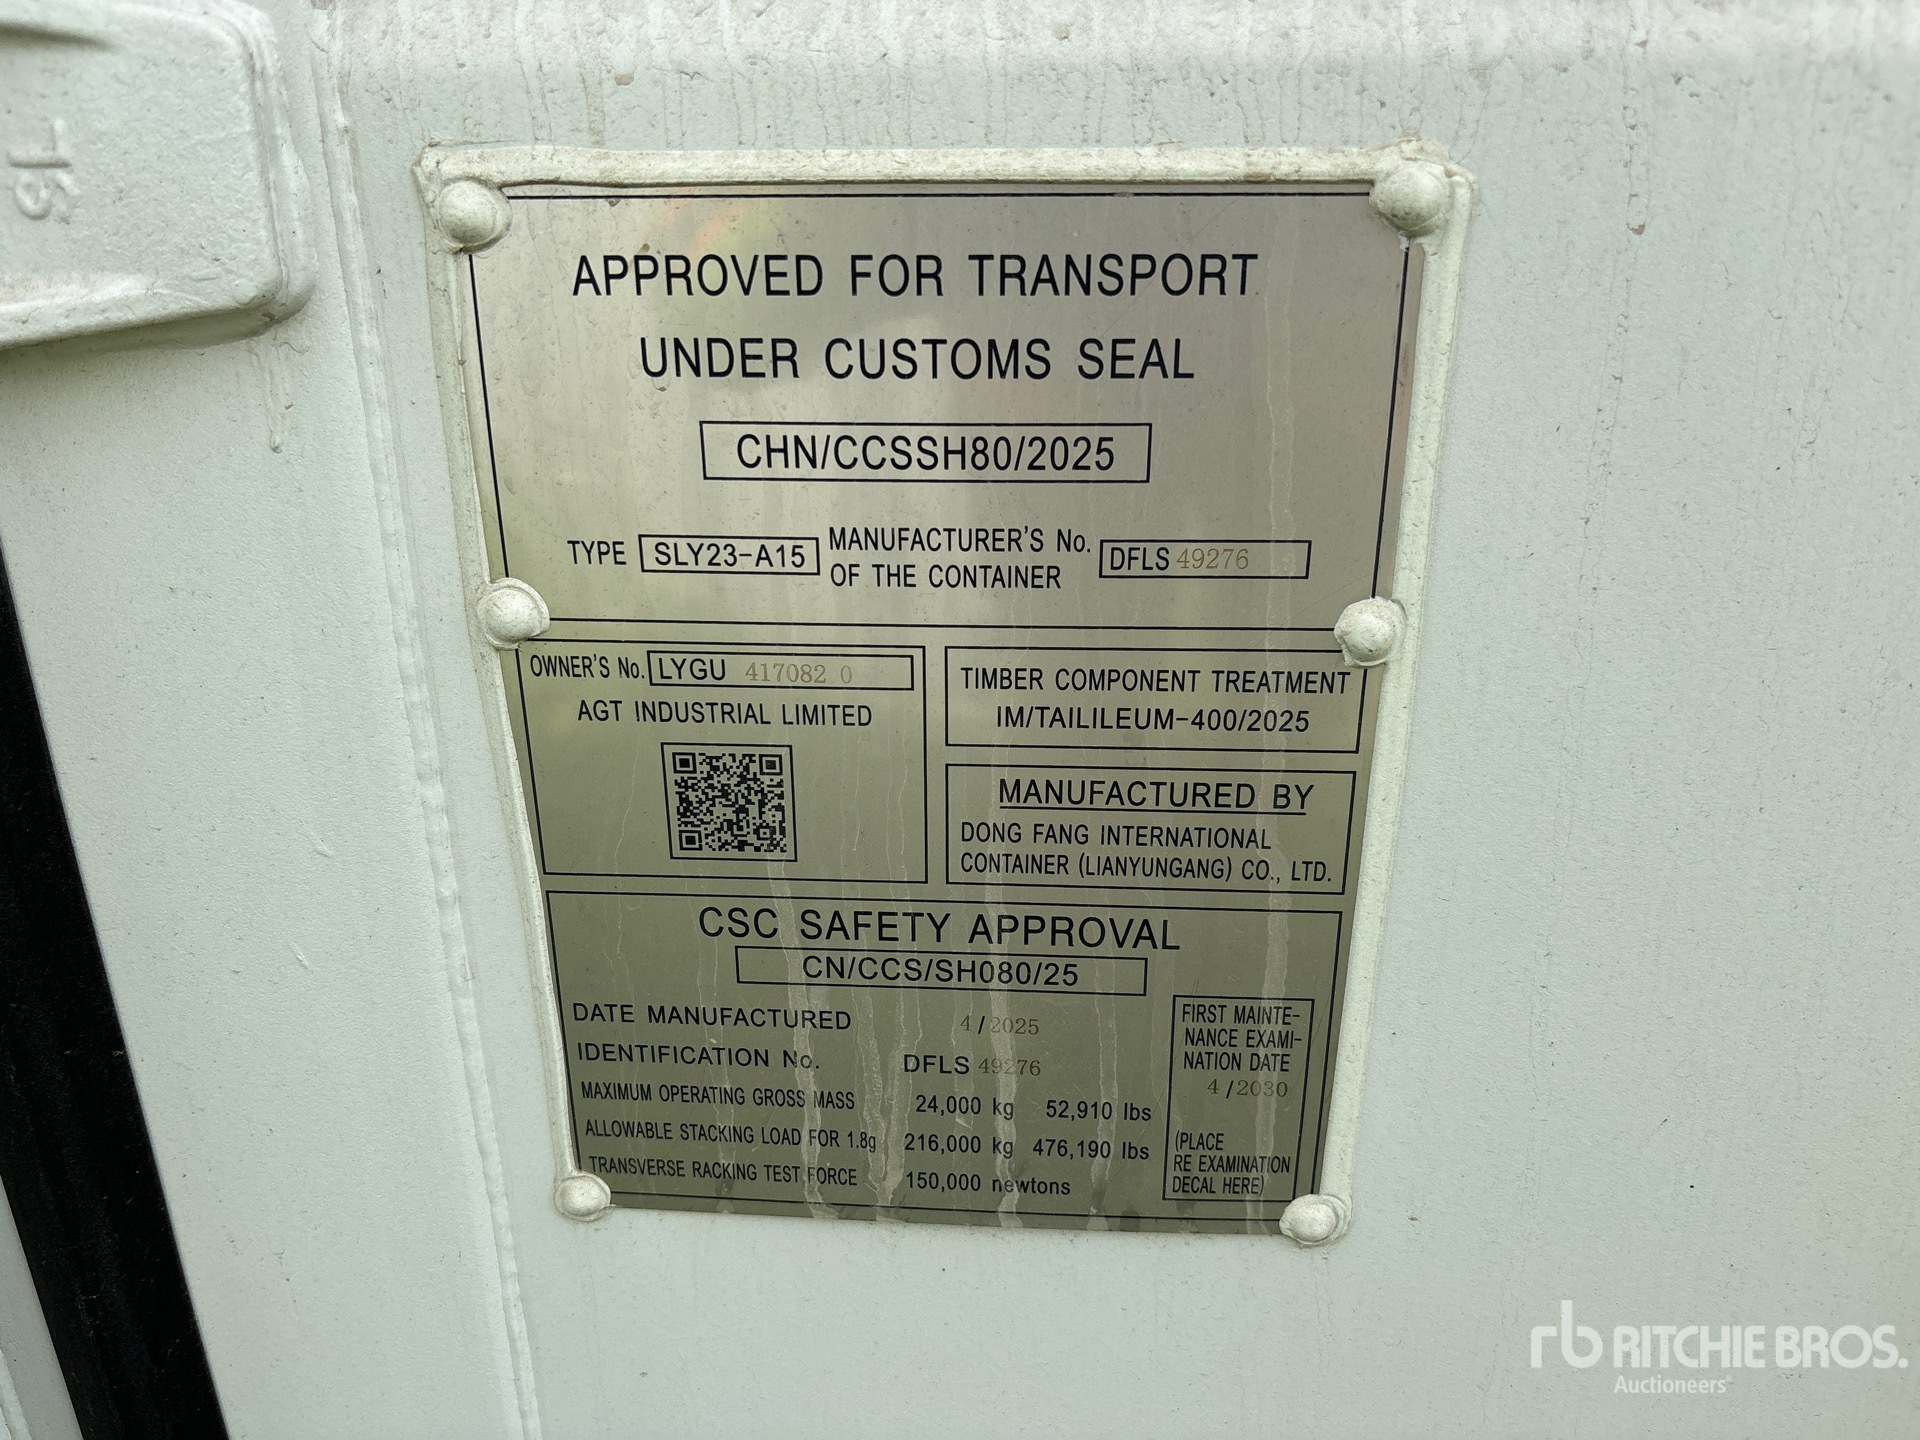 APPROVED FOR TRANSPORT
UNDER CUSTOMS SEAL
CHN/CCSSH80/2025
TYPE SLY23-A15 MANUFACTURER'S No. OF THE CONTAINER DFLS 49276
OWNER'S No. LYGU 417082 0
AGT INDUSTRIAL LIMITED
TIMBER COMPONENT TREATMENT
IM/TAILILEUM-400/2025
MANUFACTURED BY
DONG FANG INTERNATIONAL
CONTAINER (LIANYUNGANG) CO., LTD.
CSC SAFETY APPROVAL
CN/CCS/SH080/25
DATE MANUFACTURED 4/2025
IDENTIFICATION No. DFLS 49276
MAXIMUM OPERATING GROSS MASS 24,000 kg 52,910 lbs
ALLOWABLE STACKING LOAD FOR 1.8g 216,000 kg 476,190 lbs
TRANSVERSE RACKING TEST FORCE 150,000 newtons
FIRST MAINTE-
NANCE EXAMI-
NATION DATE
4/2030
(PLACE
RE EXAMINATION
DECAL HERE)
rb RITCHIE BROS.
Auctioneers